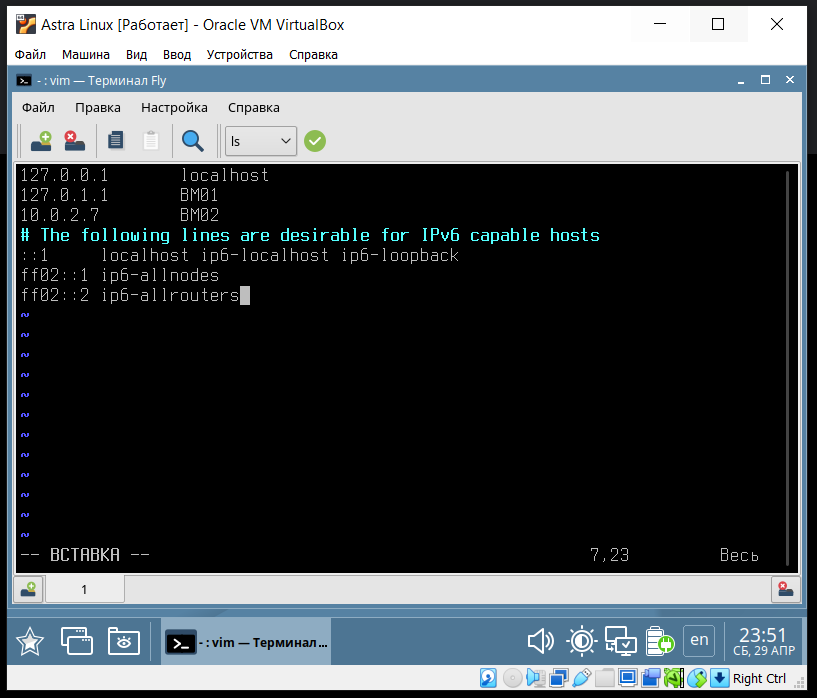 Astra Linux [Работает] - Oracle VM VirtualBox
Файл Машина Вид Ввод Устройства Справка
- : vim — Терминал Fly
Файл Правка Настройка Справка
ls
127.0.0.1 localhost
127.0.1.1 BM01
10.0.2.7 BM02
# The following lines are desirable for IPv6 capable hosts
::1 localhost ip6-localhost ip6-loopback
ff02::1 ip6-allnodes
ff02::2 ip6-allrouters
~
~
~
~
~
~
~
~
~
~
~
~
-- ВСТАВКА -- 7,23 Весь
1
- : vim — Терминал...
en
23:51
СБ, 29 АПР
Right Ctrl